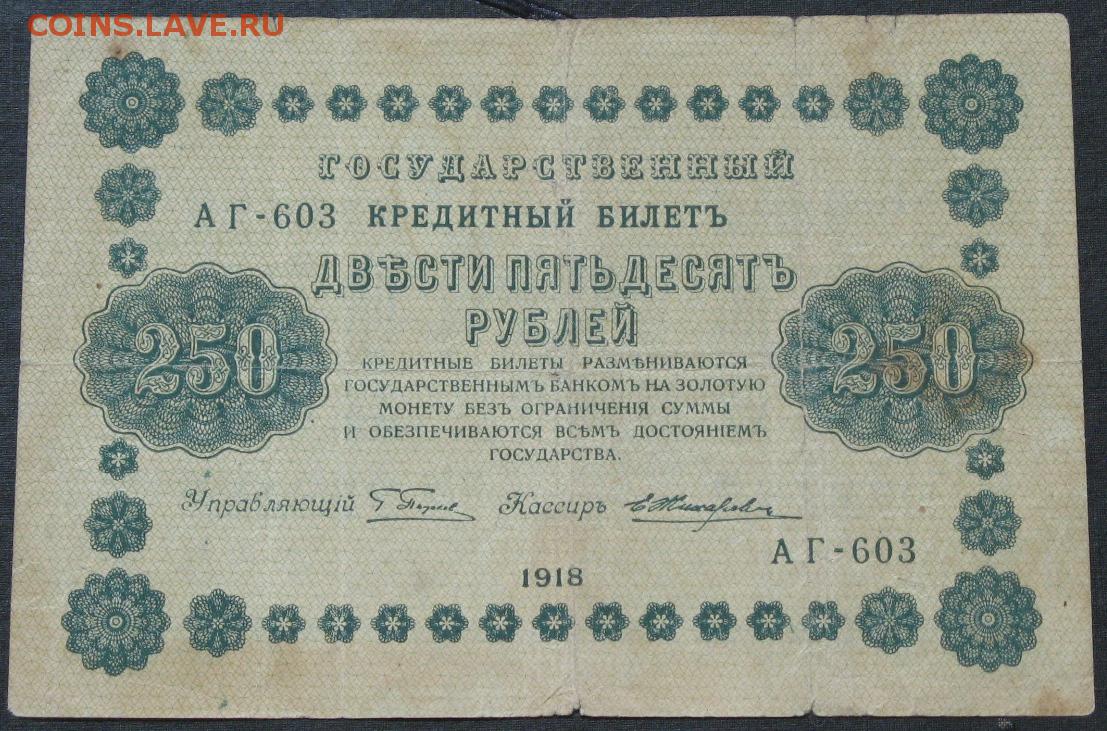 COINS.LAVE.RU
ГОСУДАРСТВЕННЫЙ
АГ-603 КРЕДИТНЫЙ БИЛЕТЪ
ДВѢСТИ ПЯТЬДЕСЯТЪ
РУБЛЕЙ
250 250
КРЕДИТНЫЕ БИЛЕТЫ РАЗМѢНИВАЮТСЯ
ГОСУДАРСТВЕННЫМЪ БАНКОМЪ НА ЗОЛОТУЮ
МОНЕТУ БЕЗЪ ОГРАНИЧЕНІЯ СУММЫ
И ОБЕЗПЕЧИВАЮТСЯ ВСѢМЪ ДОСТОЯНІЕМЪ
ГОСУДАРСТВА.
Управляющій Кассиръ
АГ-603
1918